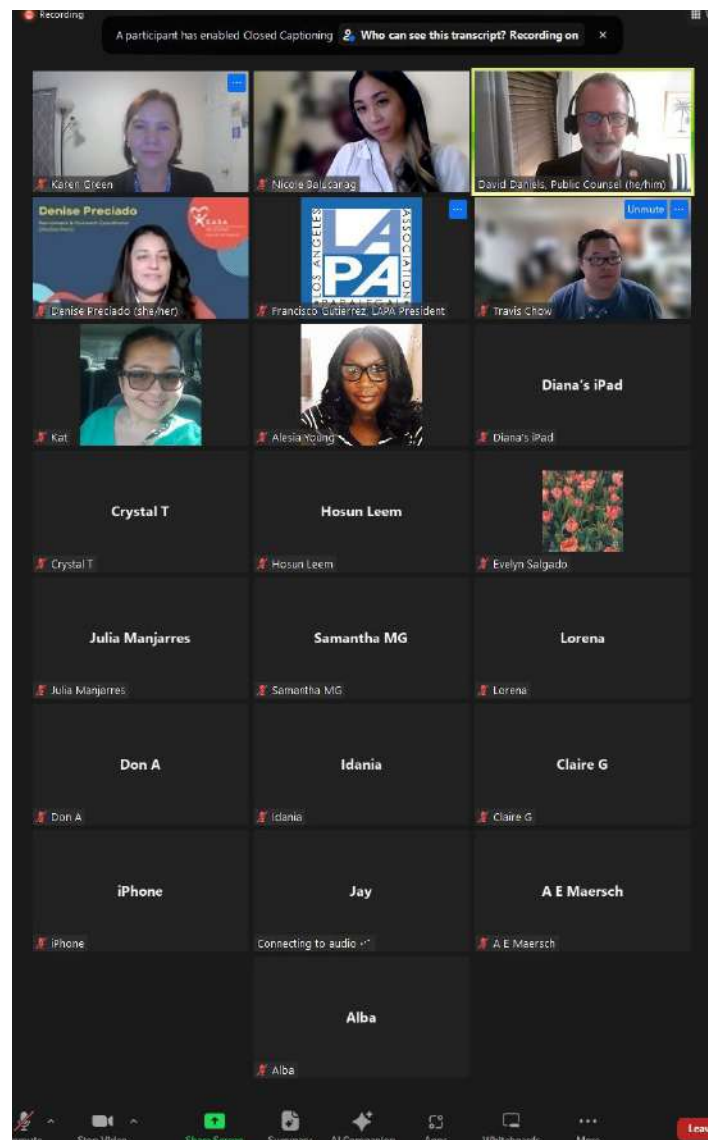 Recording
A participant has enabled Closed Captioning Who can see this transcript? Recording on ×
Karen Green
Nicole Balucanag
David Daniels, Public Counsel (he/him)
Denise Preciado
CASA
Denise Preciado (she/her)
LOS ANGELES
LAPA
ASSOCIATION
PARALEGAL
Francisco Gutierrez, LAPA President
Unmute
Travis Chow
Kat
Alesia Young
Diana's iPad
Diana's iPad
Crystal T
Crystal T
Hosun Leem
Hosun Leem
Evelyn Salgado
Julia Manjarres
Julia Manjarres
Samantha MG
Samantha MG
Lorena
Lorena
Don A
Don A
Idania
Idania
Claire G
Claire G
iPhone
iPhone
Jay
Connecting to audio
A E Maersch
A E Maersch
Alba
Alba
Stop Video
Share Screen
Summary
AI Companion
Apps
Whiteboards
More
Leav